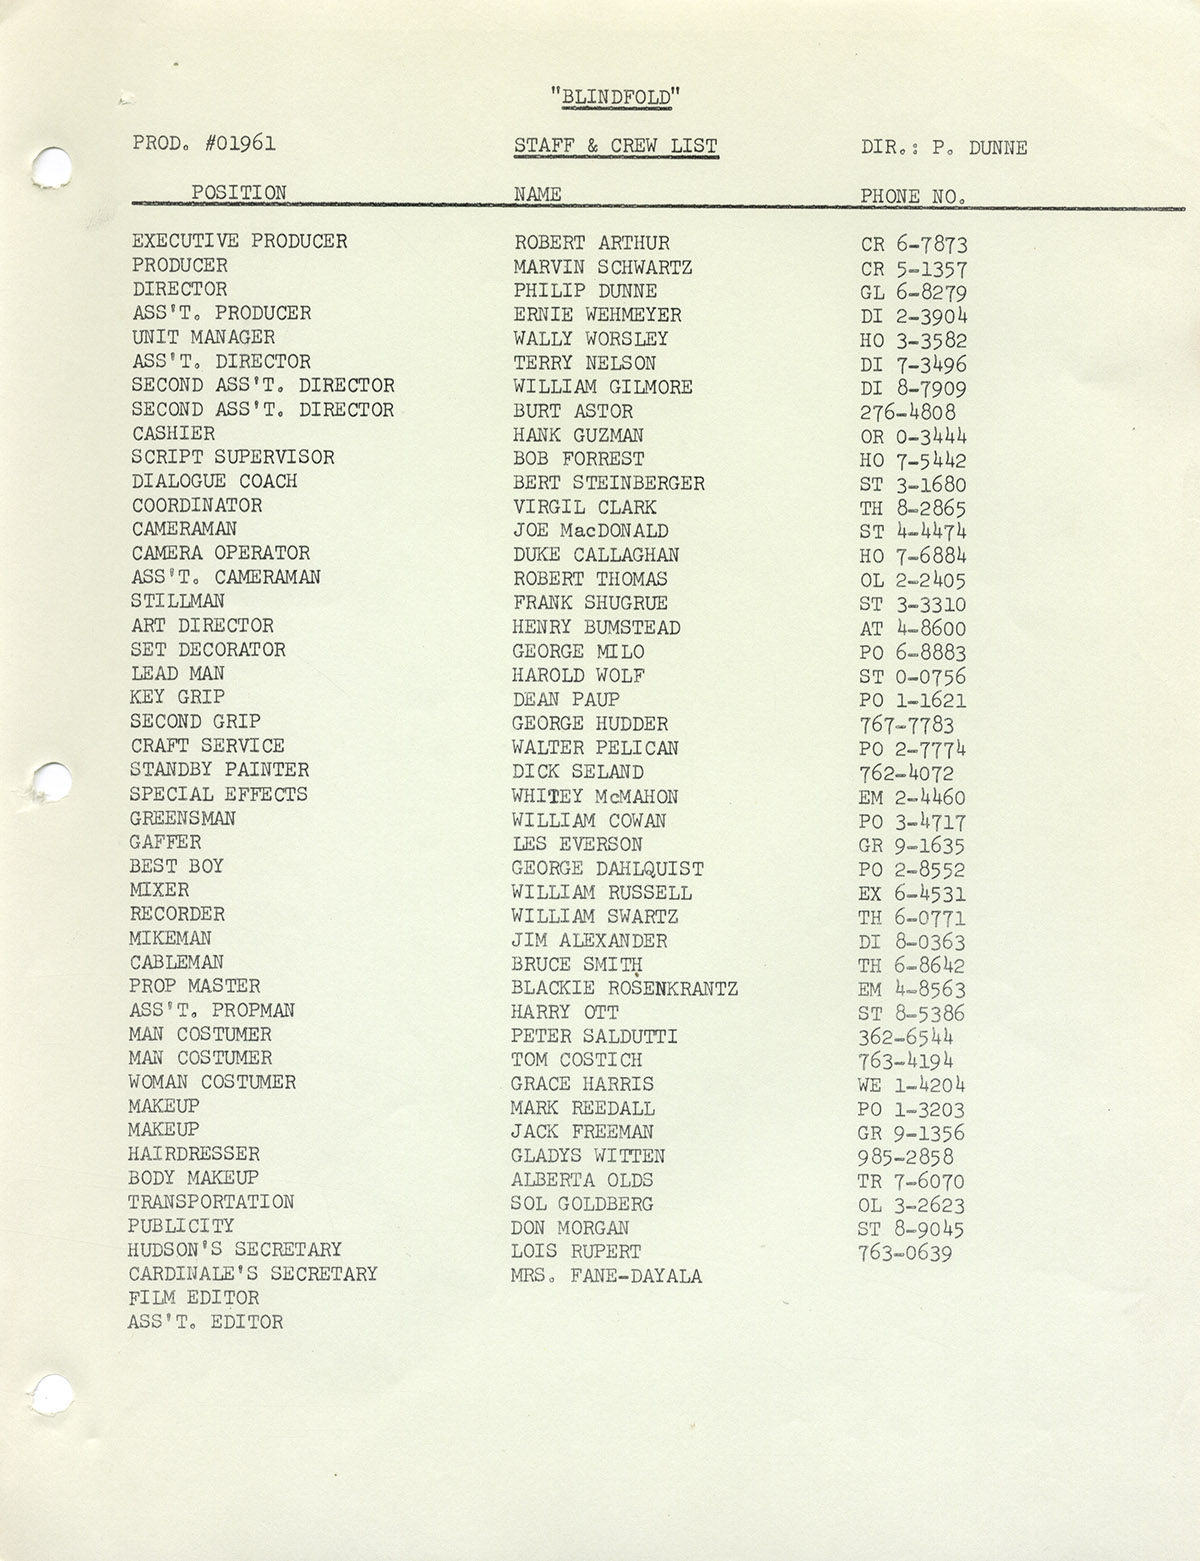 "BLINDFOLD"
PROD. #01961 STAFF & CREW LIST DIR.: P. DUNNE
POSITION NAME PHONE NO.
EXECUTIVE PRODUCER ROBERT ARTHUR CR 6-7873
PRODUCER MARVIN SCHWARTZ CR 5-1357
DIRECTOR PHILIP DUNNE GL 6-8279
ASS'T. PRODUCER ERNIE WEHMEYER DI 2-3904
UNIT MANAGER WALLY WORSLEY HO 3-3582
ASS'T. DIRECTOR TERRY NELSON DI 7-3496
SECOND ASS'T. DIRECTOR WILLIAM GILMORE DI 8-7909
SECOND ASS'T. DIRECTOR BURT ASTOR 276-4808
CASHIER HANK GUZMAN OR 0-3444
SCRIPT SUPERVISOR BOB FORREST HO 7-5442
DIALOGUE COACH BERT STEINBERGER ST 3-1680
COORDINATOR VIRGIL CLARK TH 8-2865
CAMERAMAN JOE MacDONALD ST 4-4474
CAMERA OPERATOR DUKE CALLAGHAN HO 7-6884
ASS'T. CAMERAMAN ROBERT THOMAS OL 2-2405
STILLMAN FRANK SHUGRUE ST 3-3310
ART DIRECTOR HENRY BUMSTEAD AT 4-8600
SET DECORATOR GEORGE MILO PO 6-8883
LEAD MAN HAROLD WOLF ST 0-0756
KEY GRIP DEAN PAUP PO 1-1621
SECOND GRIP GEORGE HUDDER 767-7783
CRAFT SERVICE WALTER PELICAN PO 2-7774
STANDBY PAINTER DICK SELAND 762-4072
SPECIAL EFFECTS WHITEY McMAHON EM 2-4460
GREENSMAN WILLIAM COWAN PO 3-4717
GAFFER LES EVERSON GR 9-1635
BEST BOY GEORGE DAHLQUIST PO 2-8552
MIXER WILLIAM RUSSELL EX 6-4531
RECORDER WILLIAM SWARTZ TH 6-0771
MIKEMAN JIM ALEXANDER DI 8-0363
CABLEMAN BRUCE SMITH TH 6-8642
PROP MASTER BLACKIE ROSENKRANTZ EM 4-8563
ASS'T. PROPMAN HARRY OTT ST 8-5386
MAN COSTUMER PETER SALDUTTI 362-6544
MAN COSTUMER TOM COSTICH 763-4194
WOMAN COSTUMER GRACE HARRIS WE 1-4204
MAKEUP MARK REEDALL PO 1-3203
MAKEUP JACK FREEMAN GR 9-1356
HAIRDRESSER GLADYS WITTEN 985-2858
BODY MAKEUP ALBERTA OLDS TR 7-6070
TRANSPORTATION SOL GOLDBERG OL 3-2623
PUBLICITY DON MORGAN ST 8-9045
HUDSON'S SECRETARY LOIS RUPERT 763-0639
CARDINALE'S SECRETARY MRS. FANE-DAYALA
FILM EDITOR
ASS'T. EDITOR